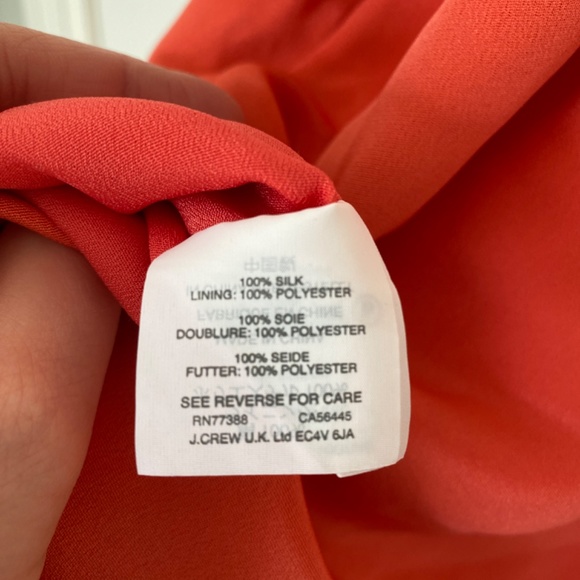 100% SILK
LINING: 100% POLYESTER
100% SOIE
DOUBLURE: 100% POLYESTER
100% SEIDE
FUTTER: 100% POLYESTER
SEE REVERSE FOR CARE
RN77388 CA56445
J.CREW U.K. Ltd EC4V 6JA